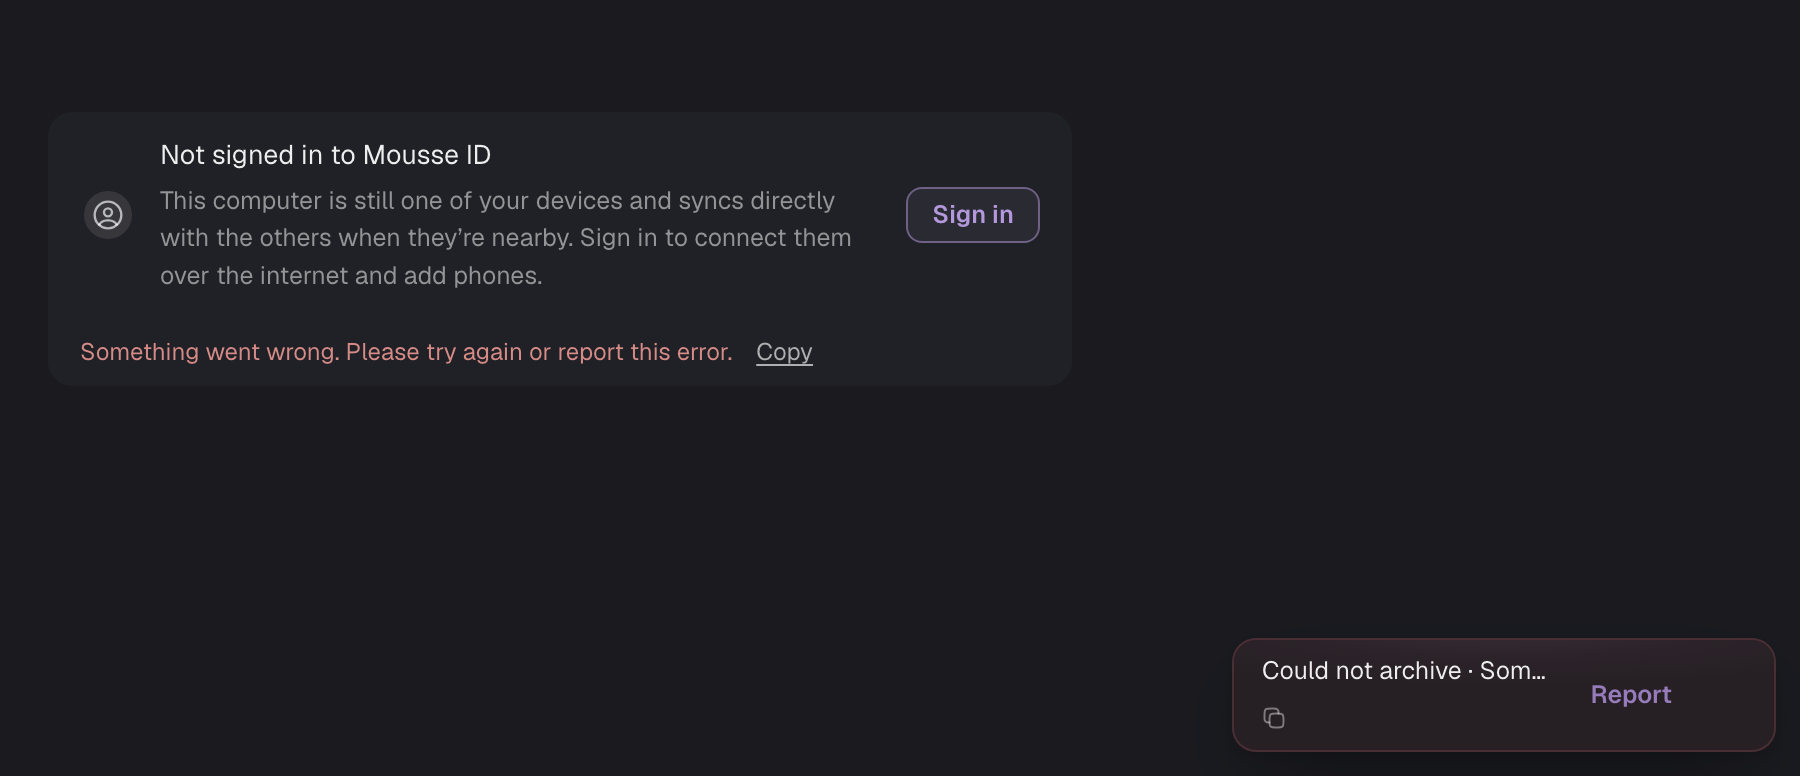 Not signed in to Mousse ID
This computer is still one of your devices and syncs directly
with the others when they’re nearby. Sign in to connect them
over the internet and add phones.
Sign in
Something went wrong. Please try again or report this error. Copy
Could not archive · Som…
Report